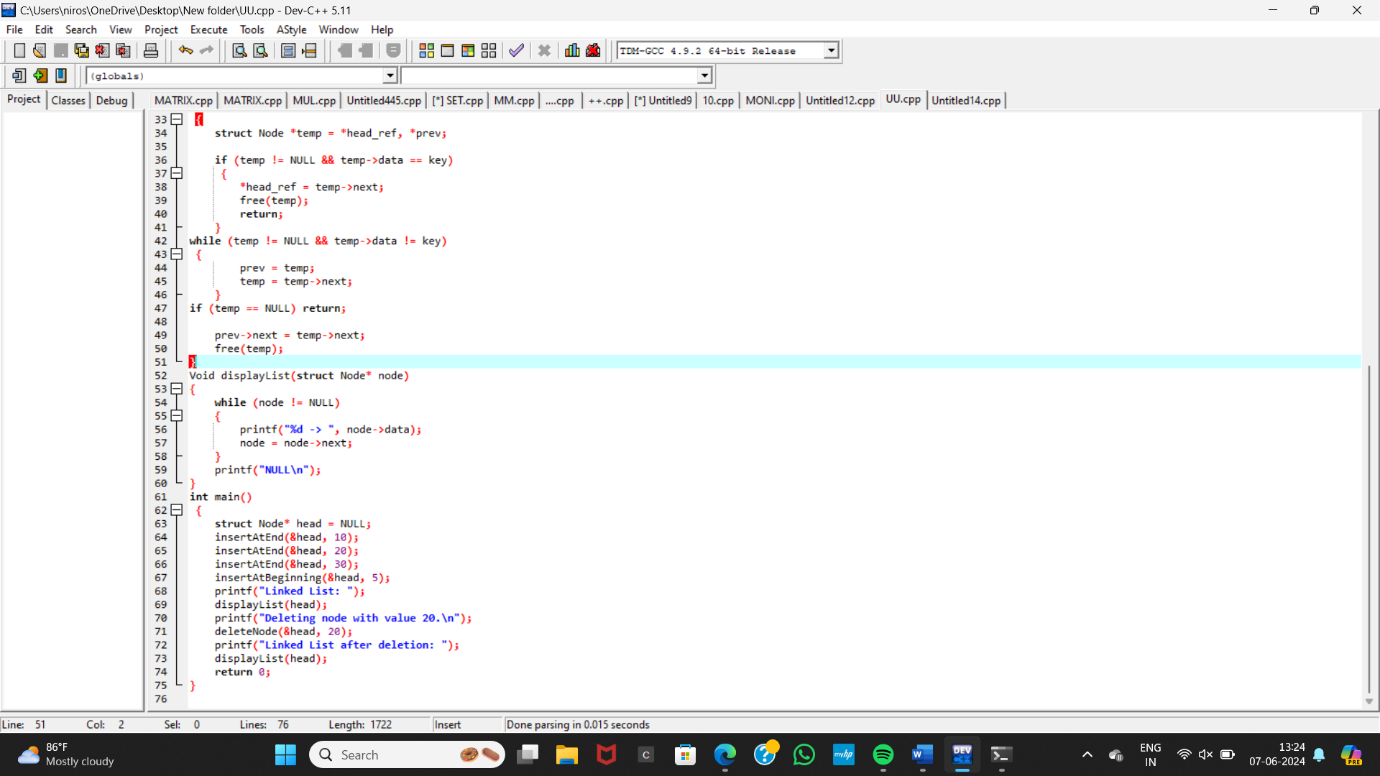 C:\Users\niros\OneDrive\Desktop\New folder\UU.cpp - Dev-C++ 5.11
File Edit Search View Project Execute Tools AStyle Window Help
TDM-GCC 4.9.2 64-bit Release
(globals)
Project Classes Debug MATRIX.cpp MATRIX.cpp MUL.cpp Untitled445.cpp [*] SET.cpp MM.cpp ....cpp ++.cpp [*] Untitled9 10.cpp MONI.cpp Untitled12.cpp UU.cpp Untitled14.cpp
33 {
34 struct Node *temp = *head_ref, *prev;
35
36 if (temp != NULL && temp->data == key)
37 {
38 *head_ref = temp->next;
39 free(temp);
40 return;
41 }
42 while (temp != NULL && temp->data != key)
43 {
44 prev = temp;
45 temp = temp->next;
46 }
47 if (temp == NULL) return;
48
49 prev->next = temp->next;
50 free(temp);
51 }
52 Void displayList(struct Node* node)
53 {
54 while (node != NULL)
55 {
56 printf("%d -> ", node->data);
57 node = node->next;
58 }
59 printf("NULL\n");
60 }
61 int main()
62 {
63 struct Node* head = NULL;
64 insertAtEnd(&head, 10);
65 insertAtEnd(&head, 20);
66 insertAtEnd(&head, 30);
67 insertAtBeginning(&head, 5);
68 printf("Linked List: ");
69 displayList(head);
70 printf("Deleting node with value 20.\n");
71 deleteNode(&head, 20);
72 printf("Linked List after deletion: ");
73 displayList(head);
74 return 0;
75 }
76
Line: 51 Col: 2 Sel: 0 Lines: 76 Length: 1722 Insert Done parsing in 0.015 seconds
86°F
Mostly cloudy
Search
ENG
IN
13:24
07-06-2024